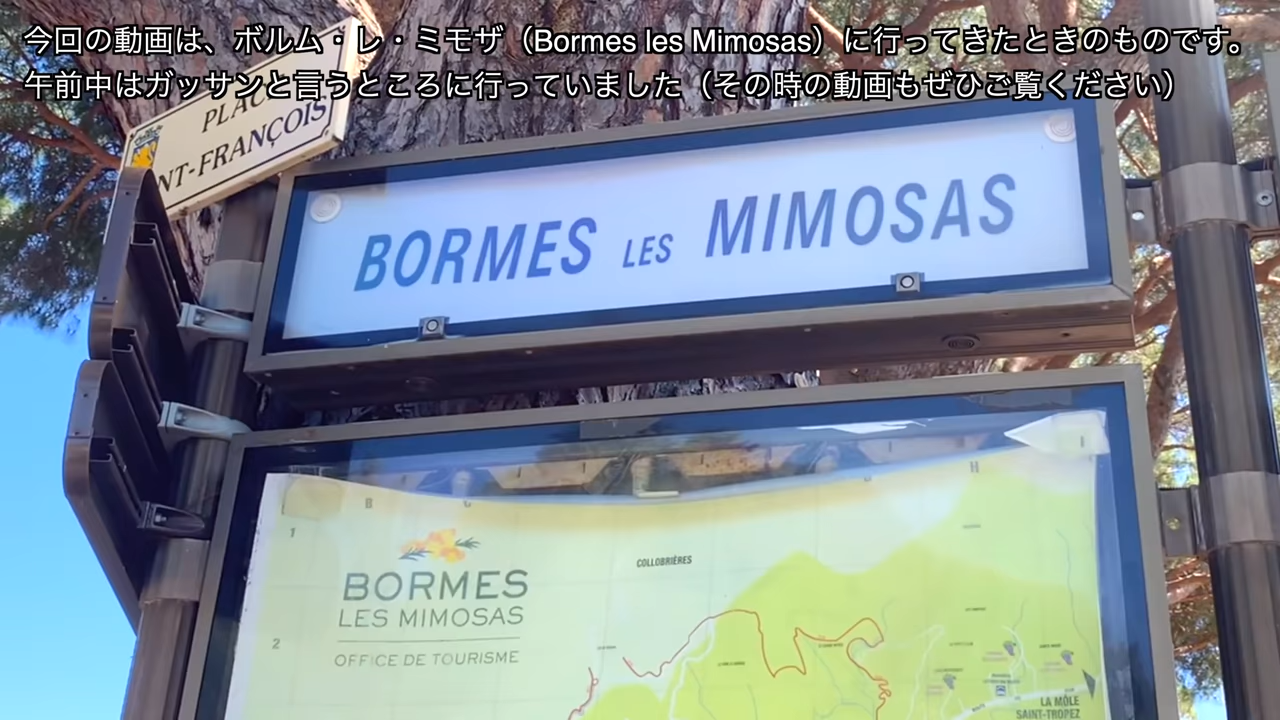 今回の動画は、ボルム・レ・ミモザ（Bormes les Mimosas）に行ってきたときのものです。
午前中はガッサンと言うところに行っていました（その時の動画もぜひご覧ください）
PLAC
NT-FRANÇOIS
BORMES LES MIMOSAS
H
1
COLLOBRIÈRES
BORMES
LES MIMOSAS
2
OFFICE DE TOURISME
LA MÔLE
SAINT-TROPEZ